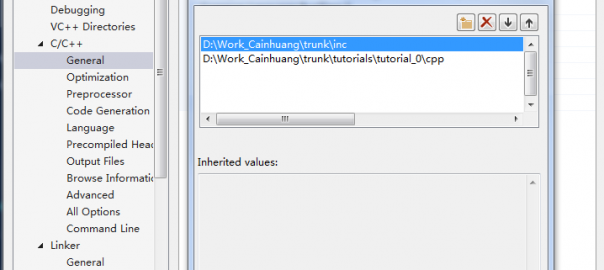 Debugging
VC++ Directories
C/C++
General
Optimization
Preprocessor
Code Generation
Language
Precompiled Head
Output Files
Browse Informatio
Advanced
All Options
Command Line
Linker
General
D:\Work_Cainhuang\trunk\inc
D:\Work_Cainhuang\trunk\tutorials\tutorial_0\cpp
Inherited values: